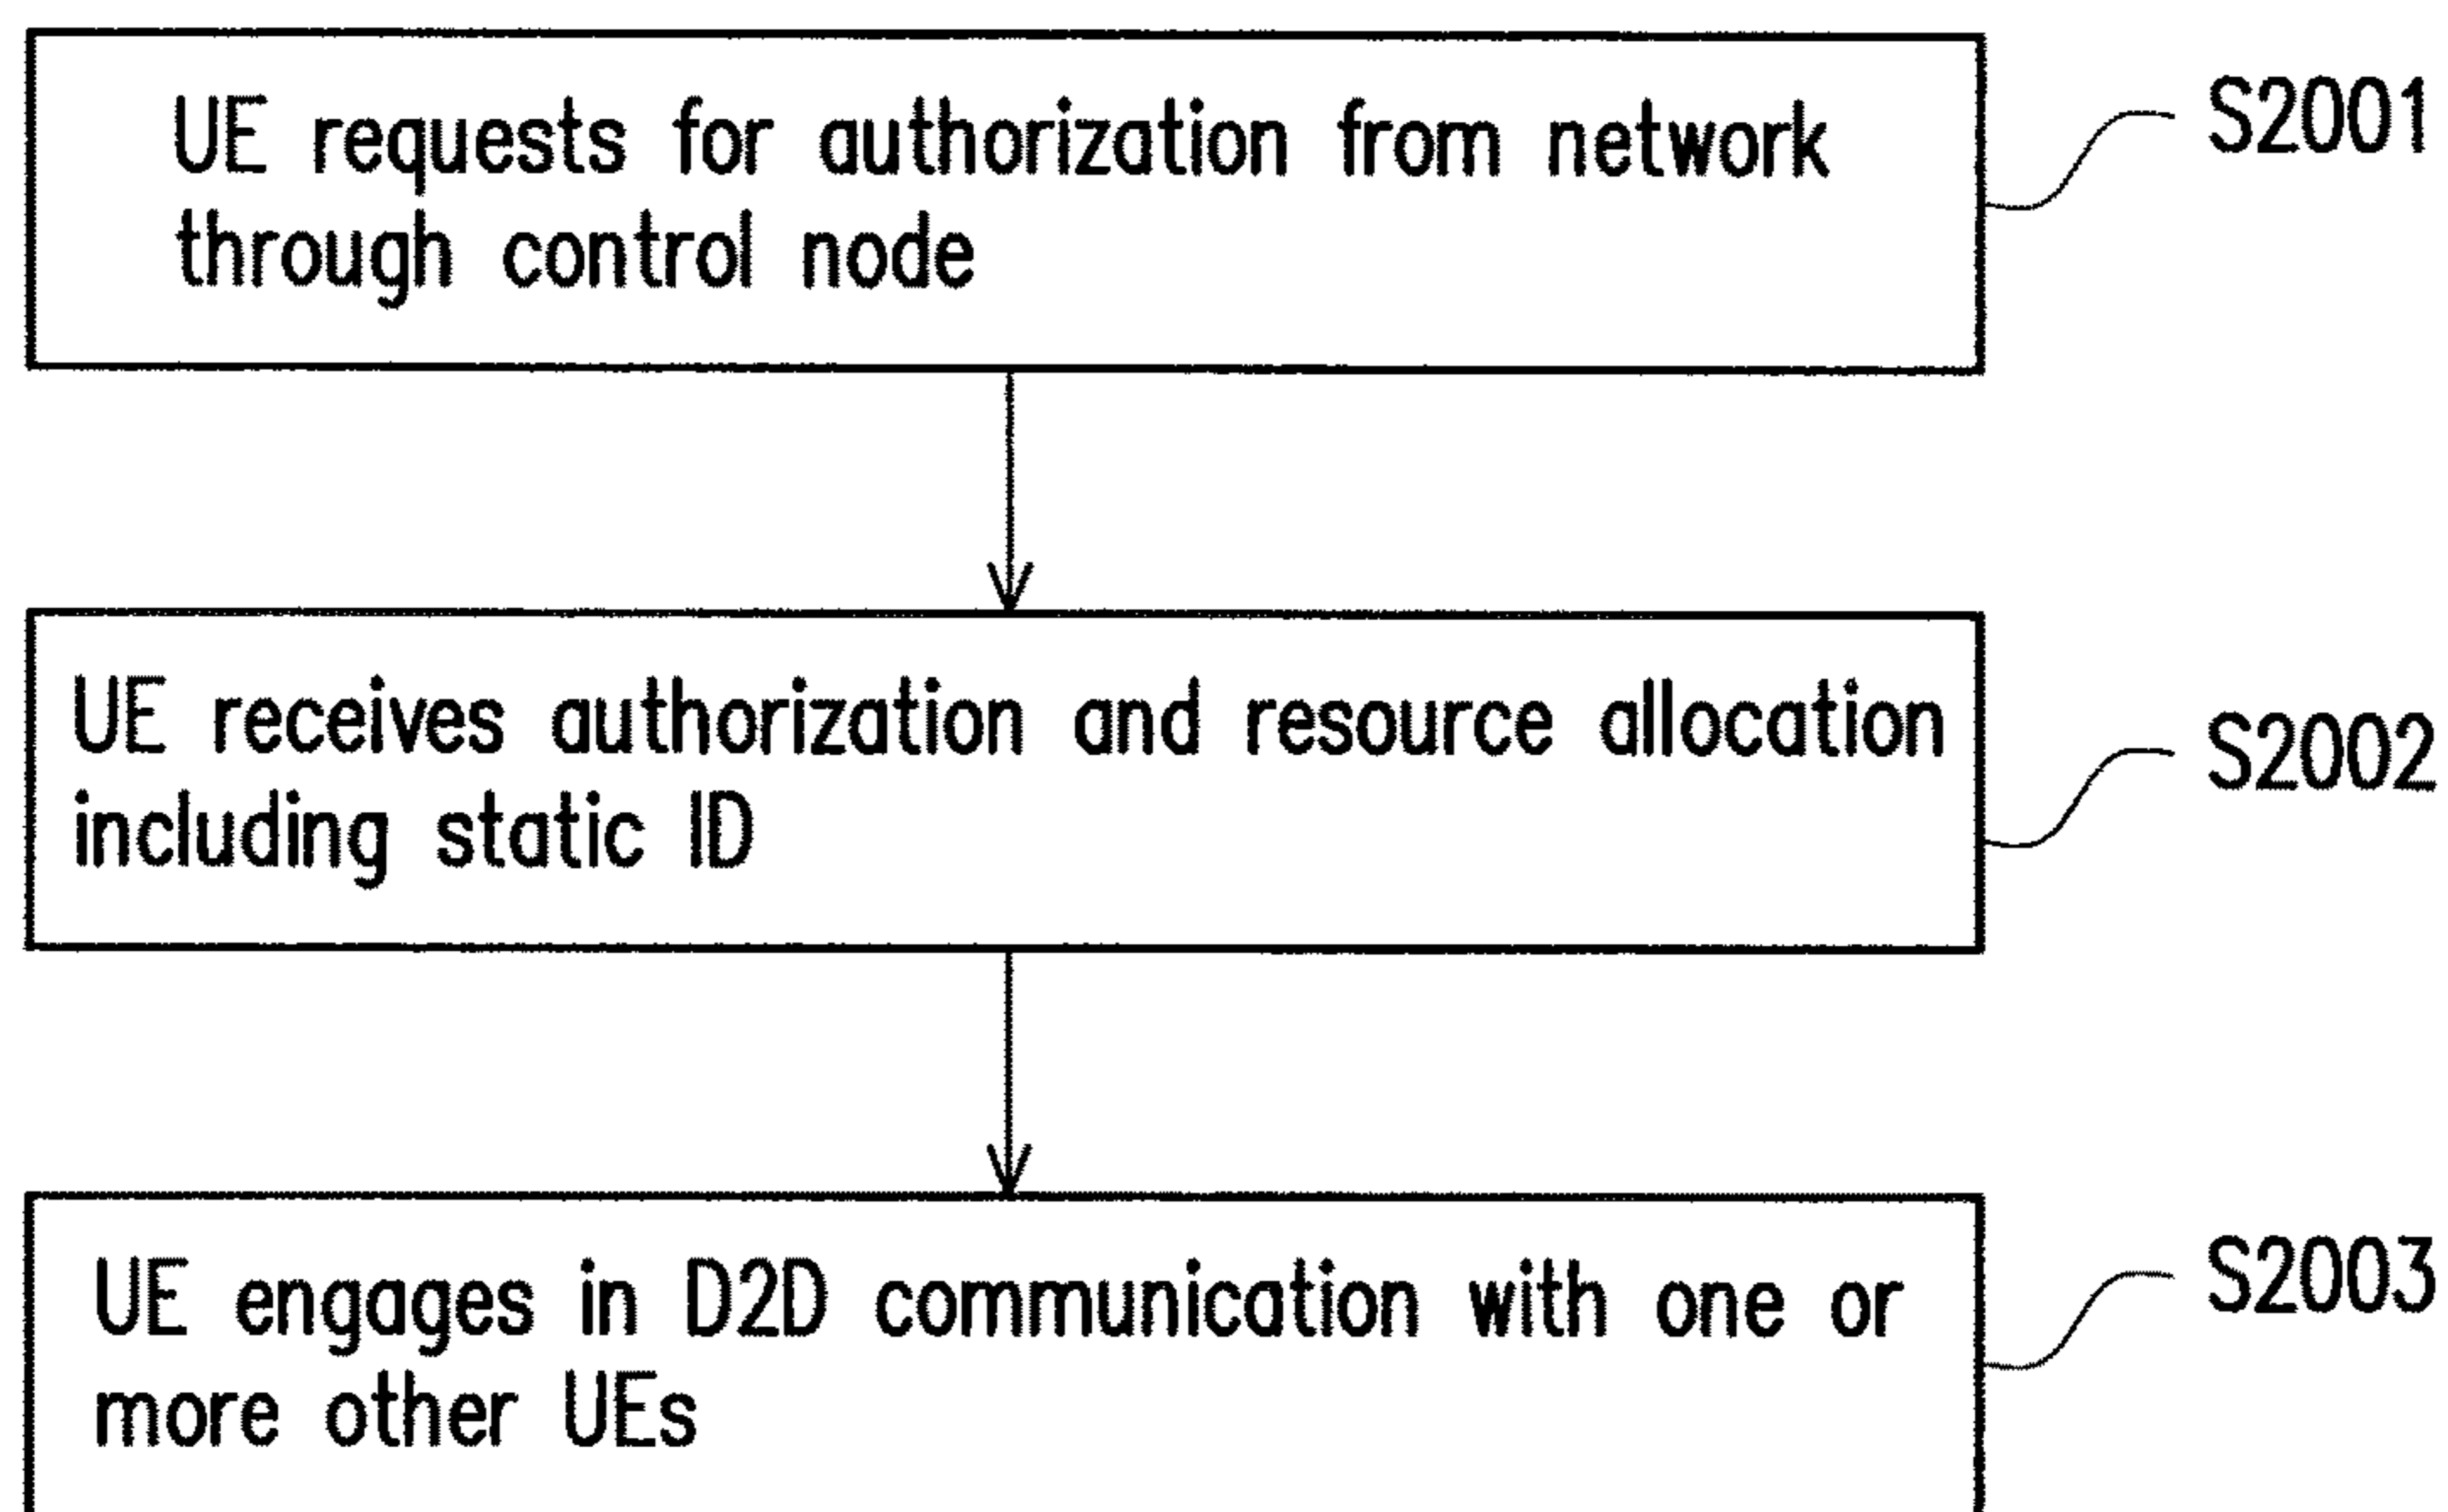 UE requests for authorization from network
through control node
S2001
UE receives authorization and resource allocation
including static ID
S2002
UE engages in D2D communication with one or
more other UEs
S2003